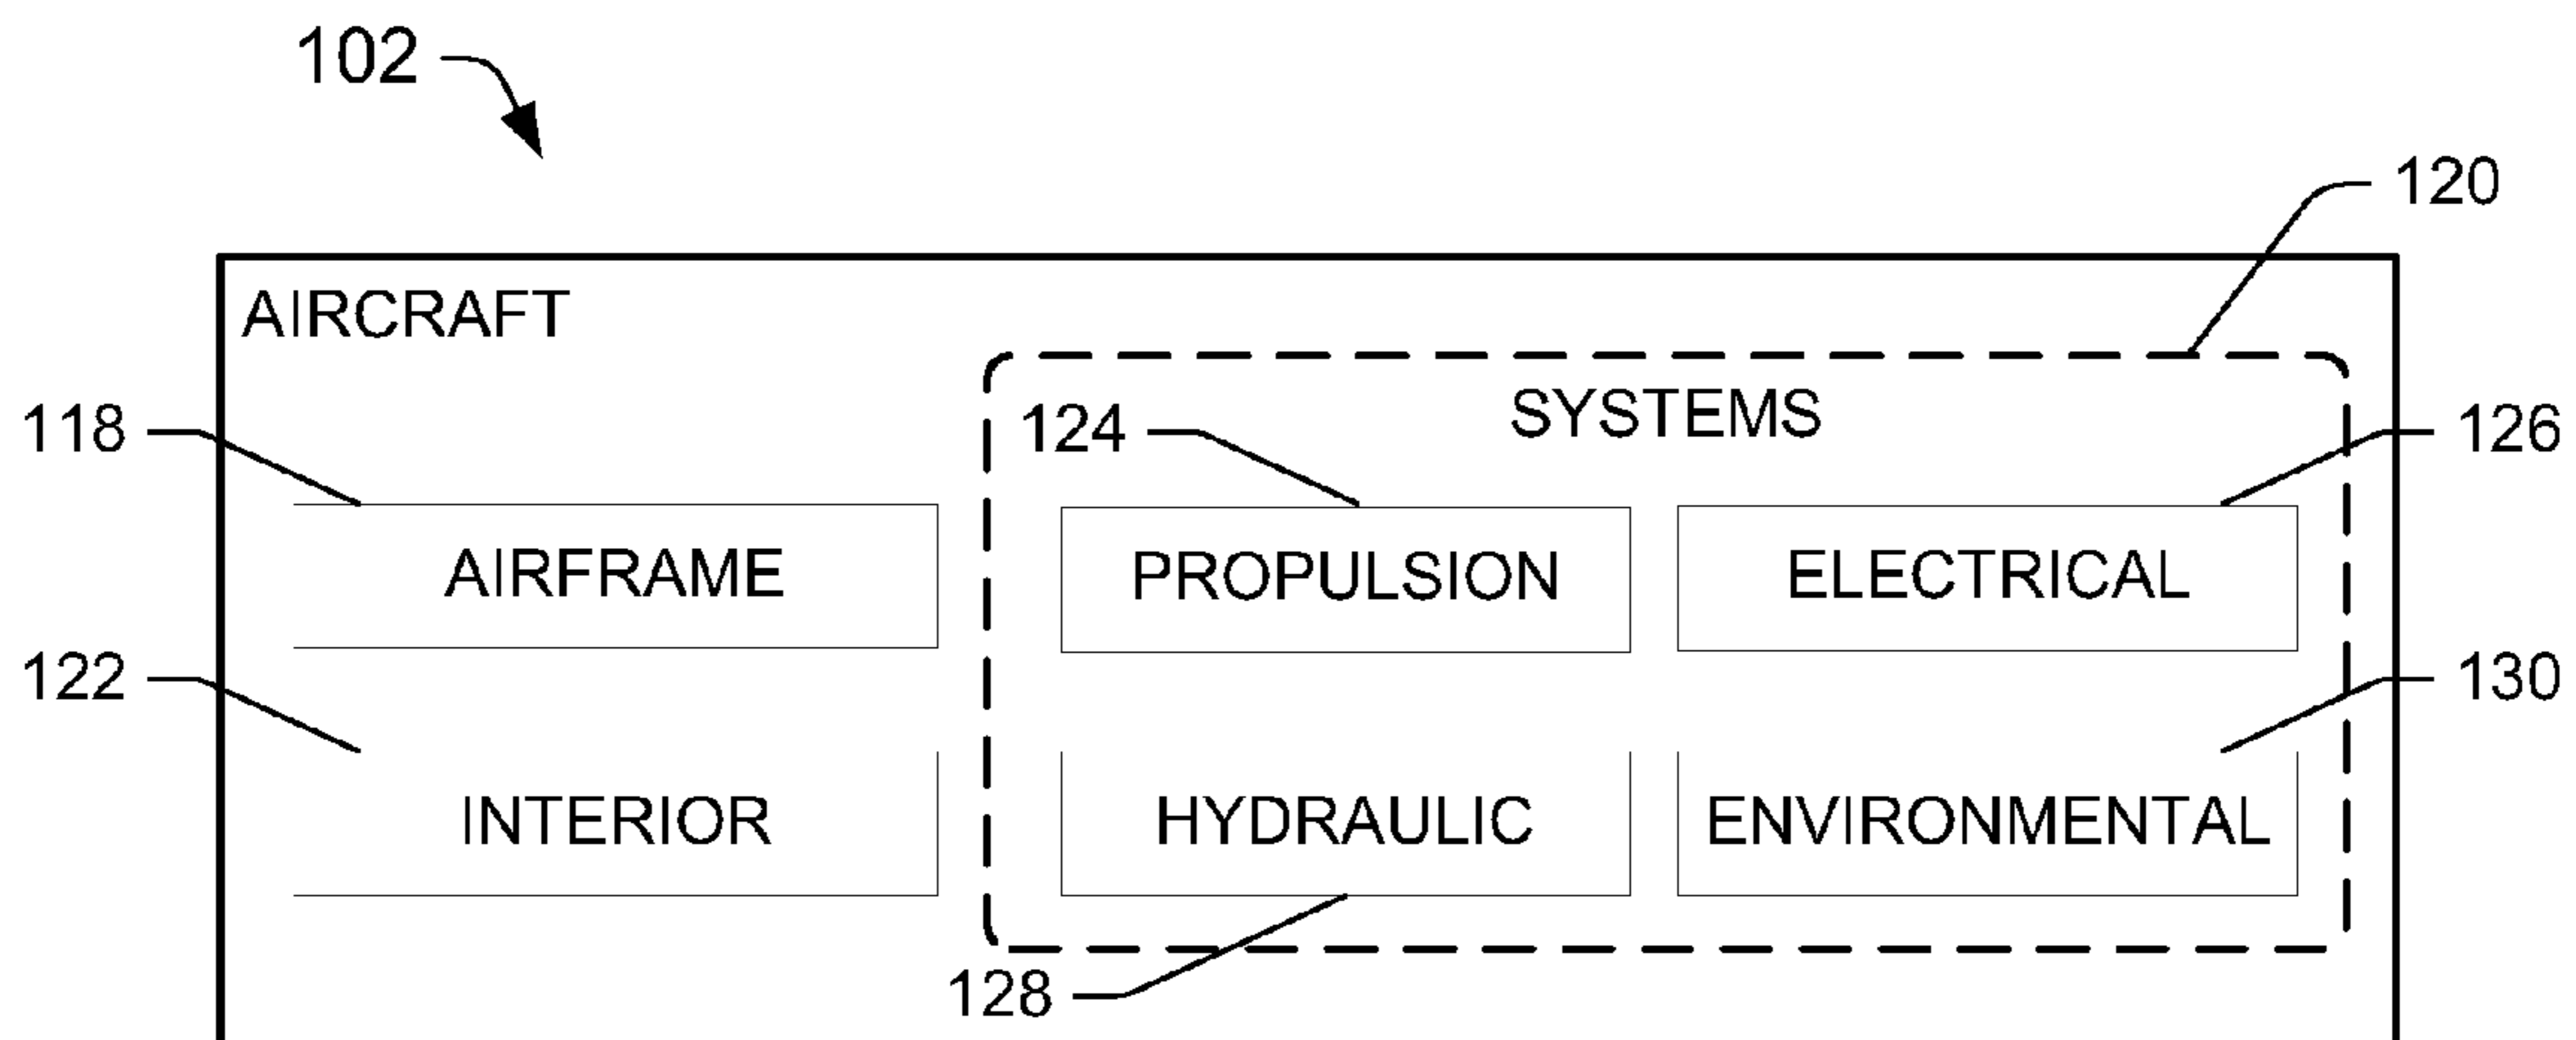 102
120
AIRCRAFT
SYSTEMS
118
124
126
AIRFRAME
PROPULSION
ELECTRICAL
122
130
INTERIOR
HYDRAULIC
ENVIRONMENTAL
128